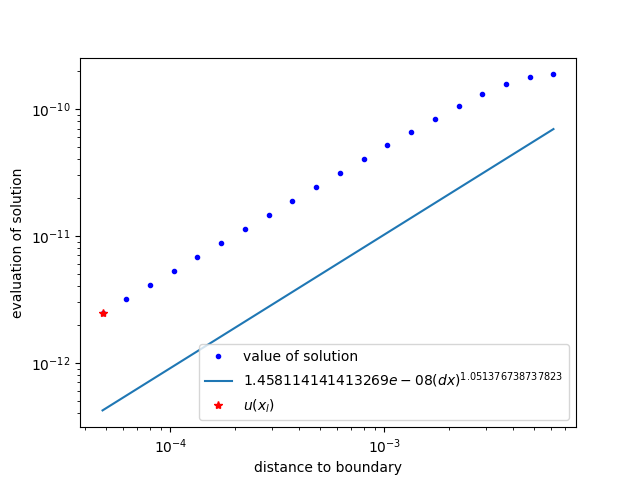 10⁻¹⁰
10⁻¹¹
10⁻¹²
evaluation of solution
value of solution
1.458114141413269e − 08(dx)¹·⁰⁵¹³⁷⁶⁷³⁸⁷³⁷⁸²³
u(xₗ)
10⁻⁴
10⁻³
distance to boundary